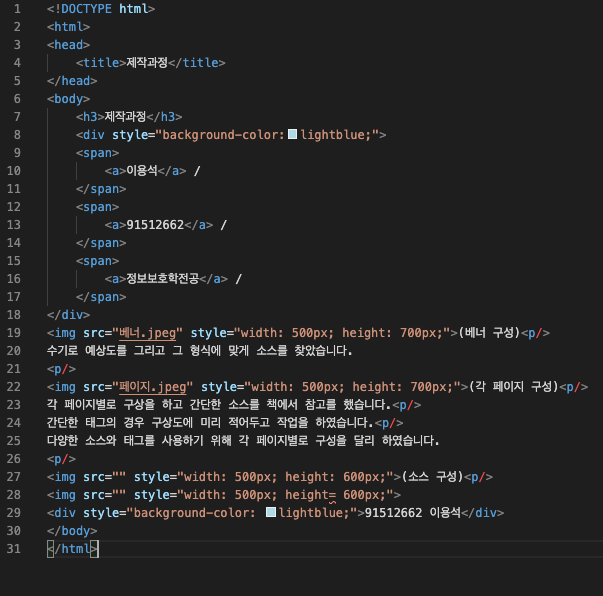 1 <!DOCTYPE html>
2 <html>
3 <head>
4 <title>제작과정</title>
5 </head>
6 <body>
7 <h3>제작과정</h3>
8 <div style="background-color:lightblue;">
9 <span>
10 <a>이용석</a> /
11 </span>
12 <span>
13 <a>91512662</a> /
14 </span>
15 <span>
16 <a>정보보호학전공</a> /
17 </span>
18 </div>
19 <img src="베너.jpeg" style="width: 500px; height: 700px;">(베너 구성)<p/>
20 수기로 예상도를 그리고 그 형식에 맞게 소스를 찾았습니다.
21 <p/>
22 <img src="페이지.jpeg" style="width: 500px; height: 700px;">(각 페이지 구성)<p/>
23 각 페이지별로 구상을 하고 간단한 소스를 책에서 참고를 했습니다.<p/>
24 간단한 태그의 경우 구상도에 미리 적어두고 작업을 하였습니다.<p/>
25 다양한 소스와 태그를 사용하기 위해 각 페이지별로 구성을 달리 하였습니다.
26 <p/>
27 <img src="" style="width: 500px; height: 600px;">(소스 구성)<p/>
28 <img src="" style="width: 500px; height= 600px;">
29 <div style="background-color: lightblue;">91512662 이용석</div>
30 </body>
31 </html>